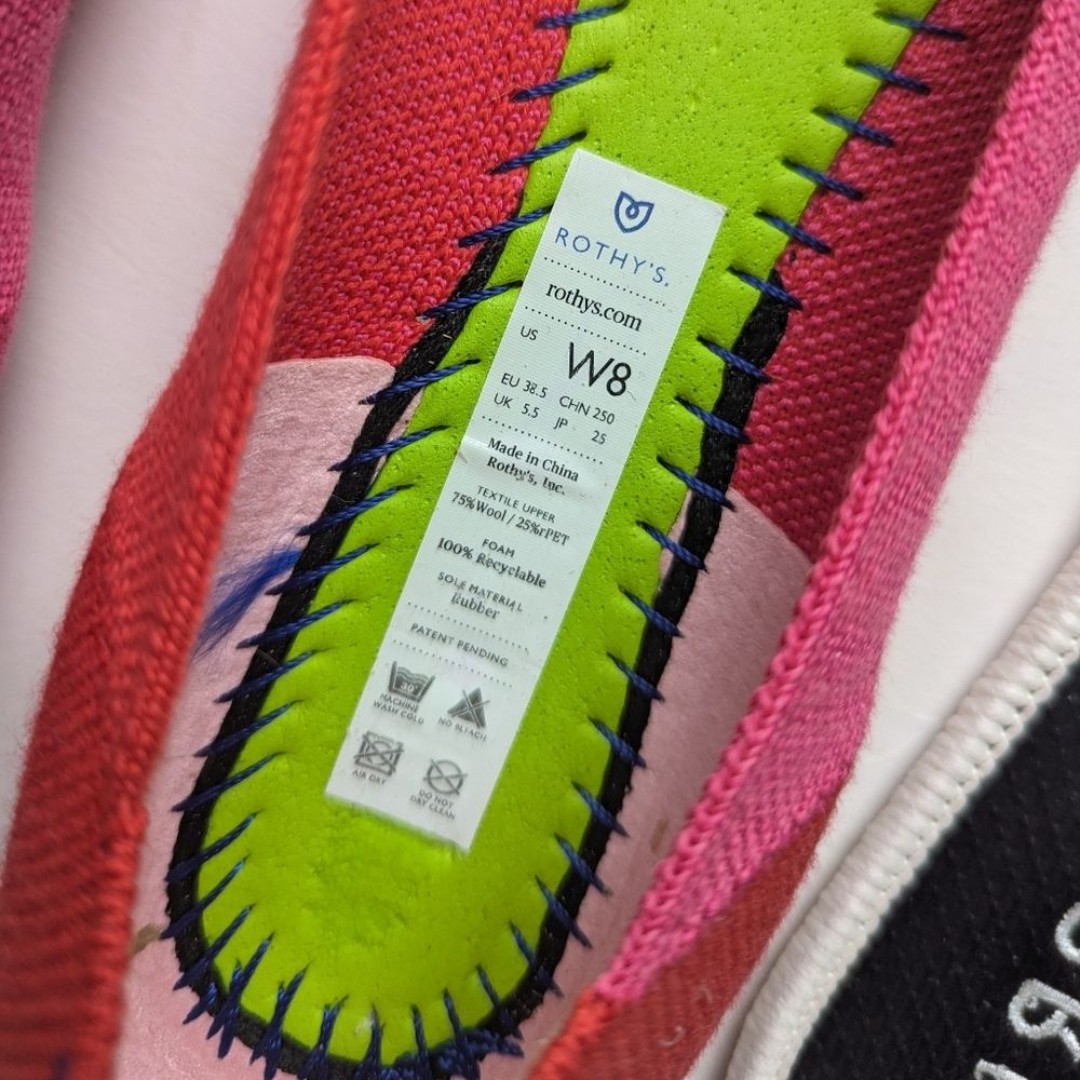 ROTHY'S.
rothys.com
US W8
EU 38.5 CHN 250
UK 5.5 JP 25
Made in China
Rothy's, Inc.
TEXTILE UPPER
75%Wool / 25%rPET
FOAM
100% Recyclable
SOLE MATERIAL
Rubber
PATENT PENDING
30°
MACHINE WASH COLD
NO BLEACH
AIR DRY
DO NOT DRY CLEAN